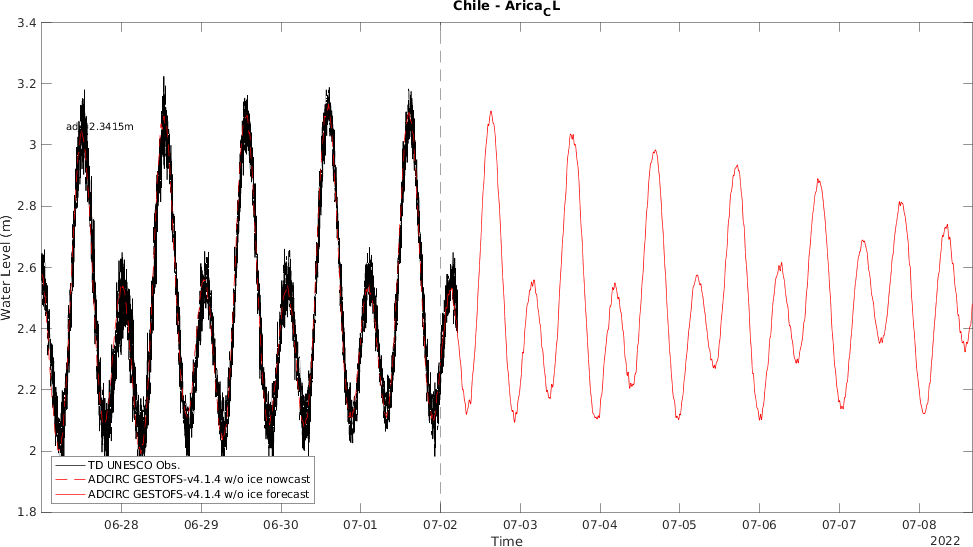 Chile - Arica_CL
3.4
3.2
3
2.8
2.6
2.4
2.2
2
1.8
Water Level (m)
2.3415m
TD UNESCO Obs.
ADCIRC GESTOFS-v4.1.4 w/o ice nowcast
ADCIRC GESTOFS-v4.1.4 w/o ice forecast
06-28 06-29 06-30 07-01 07-02 07-03 07-04 07-05 07-06 07-07 07-08
Time
2022